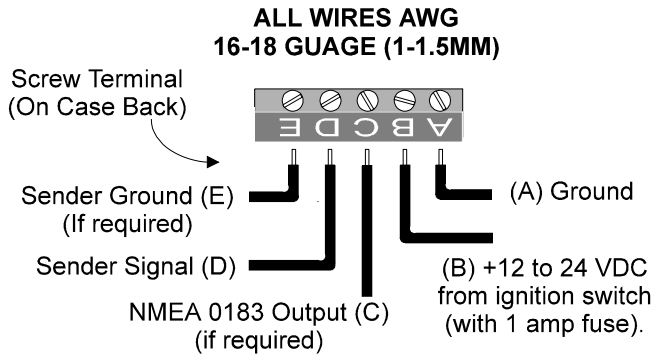 ALL WIRES AWG
16-18 GUAGE (1-1.5MM)
Screw Terminal
(On Case Back)
E D C B A
Sender Ground (E)
(If required)
(A) Ground
Sender Signal (D)
(B) +12 to 24 VDC
from ignition switch
(with 1 amp fuse).
NMEA 0183 Output (C)
(if required)